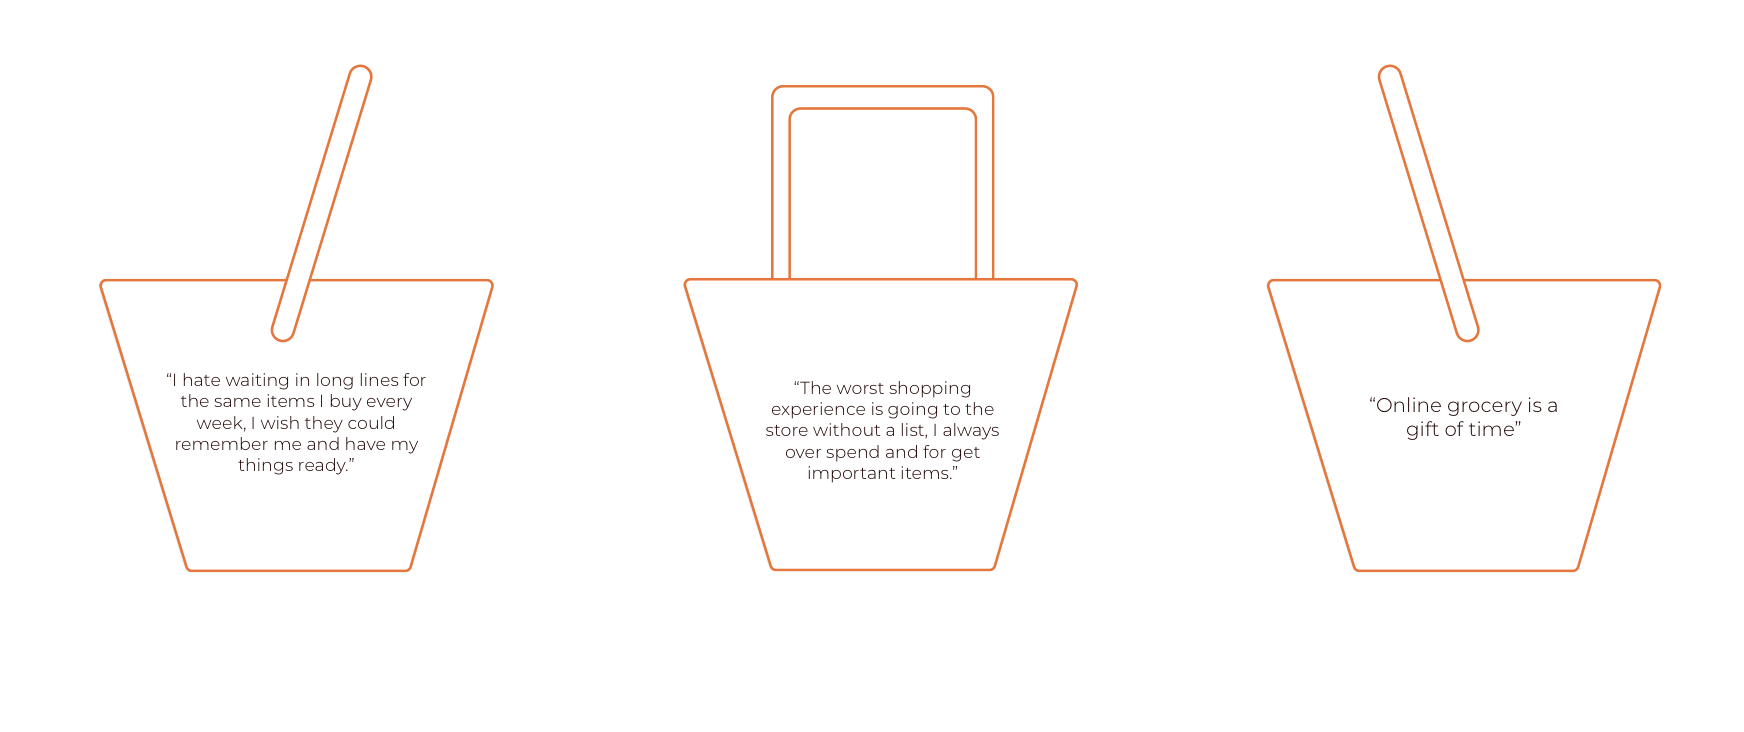 “I hate waiting in long lines for
the same items I buy every
week, I wish they could
remember me and have my
things ready.”
“The worst shopping
experience is going to the
store without a list, I always
over spend and for get
important items.”
“Online grocery is a
gift of time”